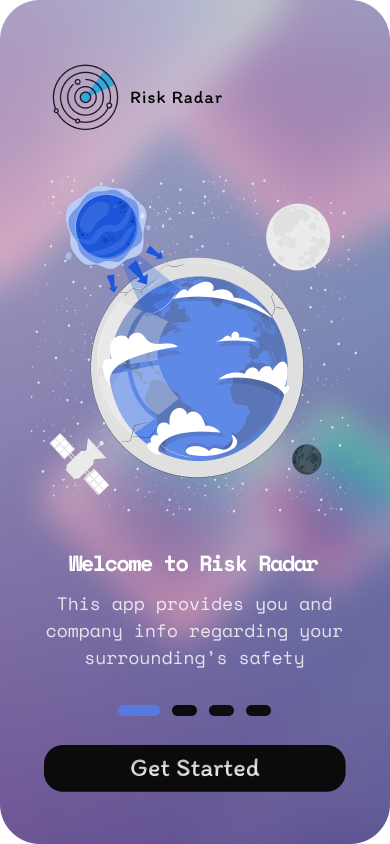 Risk Radar
Welcome to Risk Radar
This app provides you and
company info regarding your
surrounding's safety
Get Started